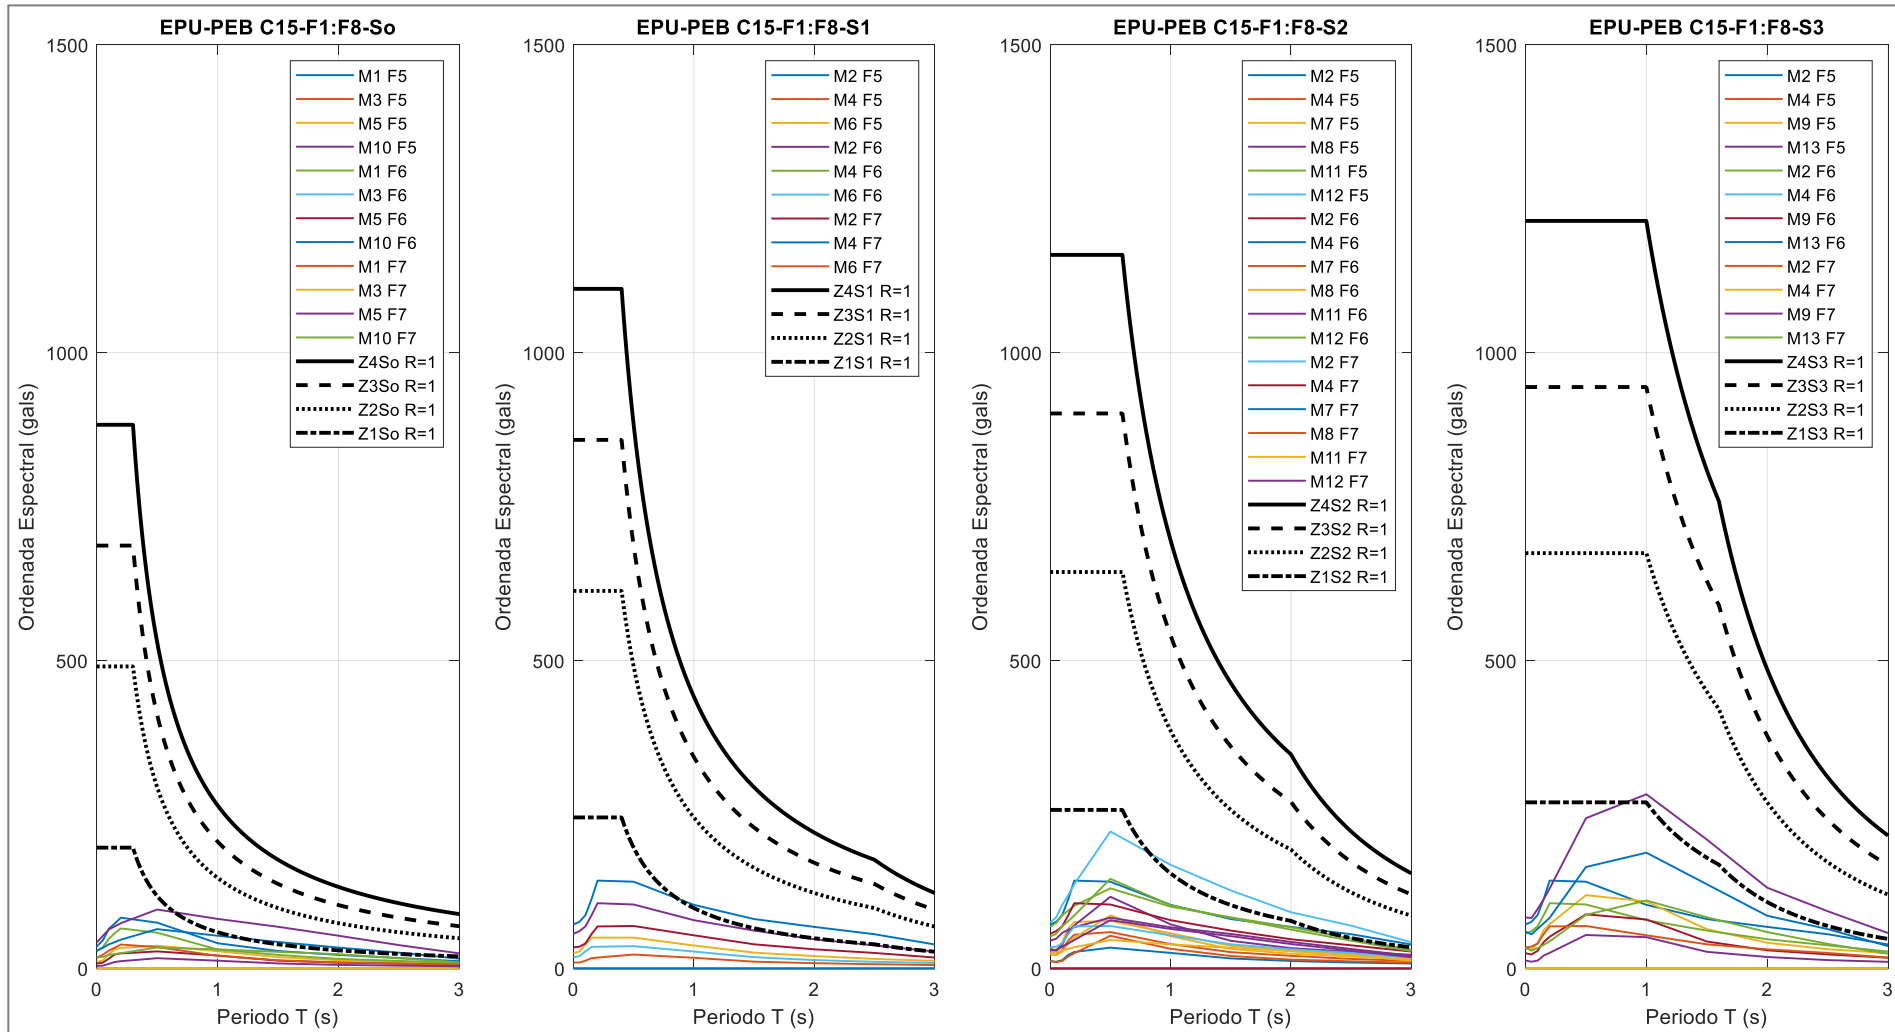 EPU-PEB C15-F1:F8-So
1500
1000
500
0
0
1
2
3
Ordenada Espectral (gals)
Periodo T (s)
M1 F5
M3 F5
M5 F5
M10 F5
M1 F6
M3 F6
M5 F6
M10 F6
M1 F7
M3 F7
M5 F7
M10 F7
Z4So R=1
Z3So R=1
Z2So R=1
Z1So R=1
EPU-PEB C15-F1:F8-S1
1500
1000
500
0
0
1
2
3
Ordenada Espectral (gals)
Periodo T (s)
M2 F5
M4 F5
M6 F5
M2 F6
M4 F6
M6 F6
M2 F7
M4 F7
M6 F7
Z4S1 R=1
Z3S1 R=1
Z2S1 R=1
Z1S1 R=1
EPU-PEB C15-F1:F8-S2
1500
1000
500
0
0
1
2
3
Ordenada Espectral (gals)
Periodo T (s)
M2 F5
M4 F5
M7 F5
M8 F5
M11 F5
M12 F5
M2 F6
M4 F6
M7 F6
M8 F6
M11 F6
M12 F6
M2 F7
M4 F7
M7 F7
M8 F7
M11 F7
M12 F7
Z4S2 R=1
Z3S2 R=1
Z2S2 R=1
Z1S2 R=1
EPU-PEB C15-F1:F8-S3
1500
1000
500
0
0
1
2
3
Ordenada Espectral (gals)
Periodo T (s)
M2 F5
M4 F5
M9 F5
M13 F5
M2 F6
M4 F6
M9 F6
M13 F6
M2 F7
M4 F7
M9 F7
M13 F7
Z4S3 R=1
Z3S3 R=1
Z2S3 R=1
Z1S3 R=1